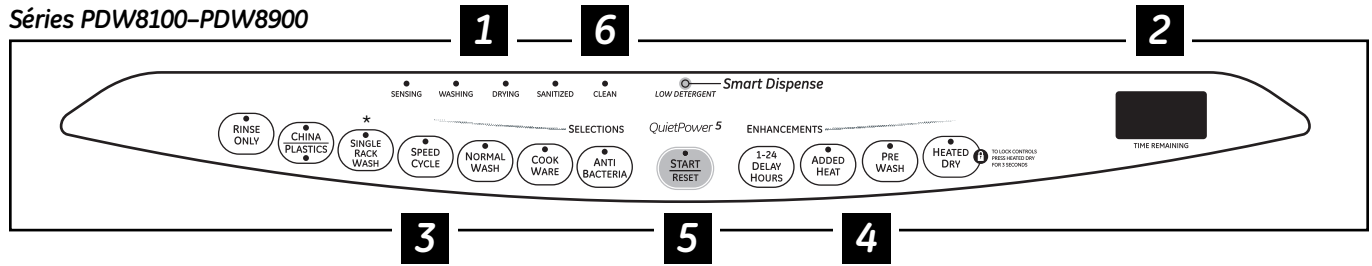 Séries PDW8100–PDW8900
1
6
2
SENSING
WASHING
DRYING
SANITIZED
CLEAN
LOW DETERGENT
Smart Dispense
SELECTIONS
QuietPower 5
ENHANCEMENTS
RINSE
ONLY
CHINA
PLASTICS
*
SINGLE
RACK
WASH
SPEED
CYCLE
NORMAL
WASH
COOK
WARE
ANTI
BACTERIA
START
RESET
1-24
DELAY
HOURS
ADDED
HEAT
PRE
WASH
HEATED
DRY
TO LOCK CONTROLS
PRESS HEATED DRY
FOR 3 SECONDS
TIME REMAINING
3
5
4